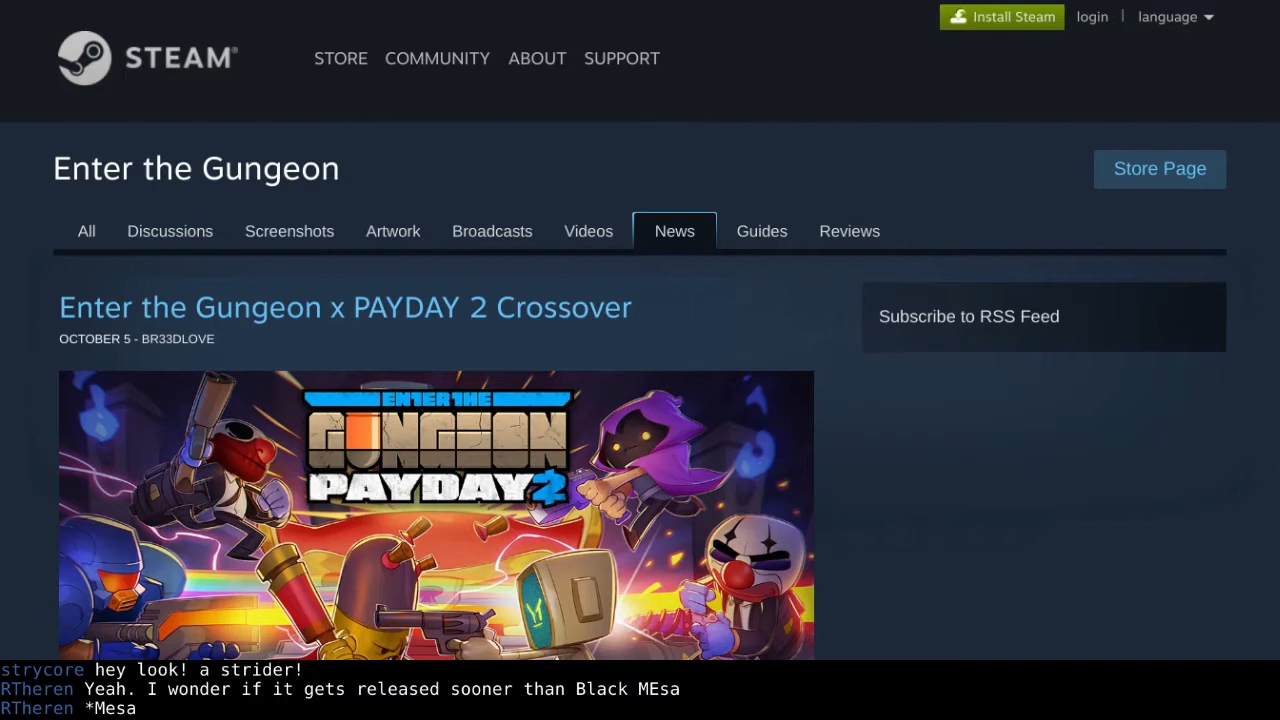 Install Steam login | language
STEAM®
STORE COMMUNITY ABOUT SUPPORT
Enter the Gungeon
Store Page
All Discussions Screenshots Artwork Broadcasts Videos News Guides Reviews
Enter the Gungeon x PAYDAY 2 Crossover
OCTOBER 5 - BR33DLOVE
Subscribe to RSS Feed
ENTER THE
GUNGEON
PAYDAY 2
strycore hey look! a strider!
RTheren Yeah. I wonder if it gets released sooner than Black MEsa
RTheren *Mesa